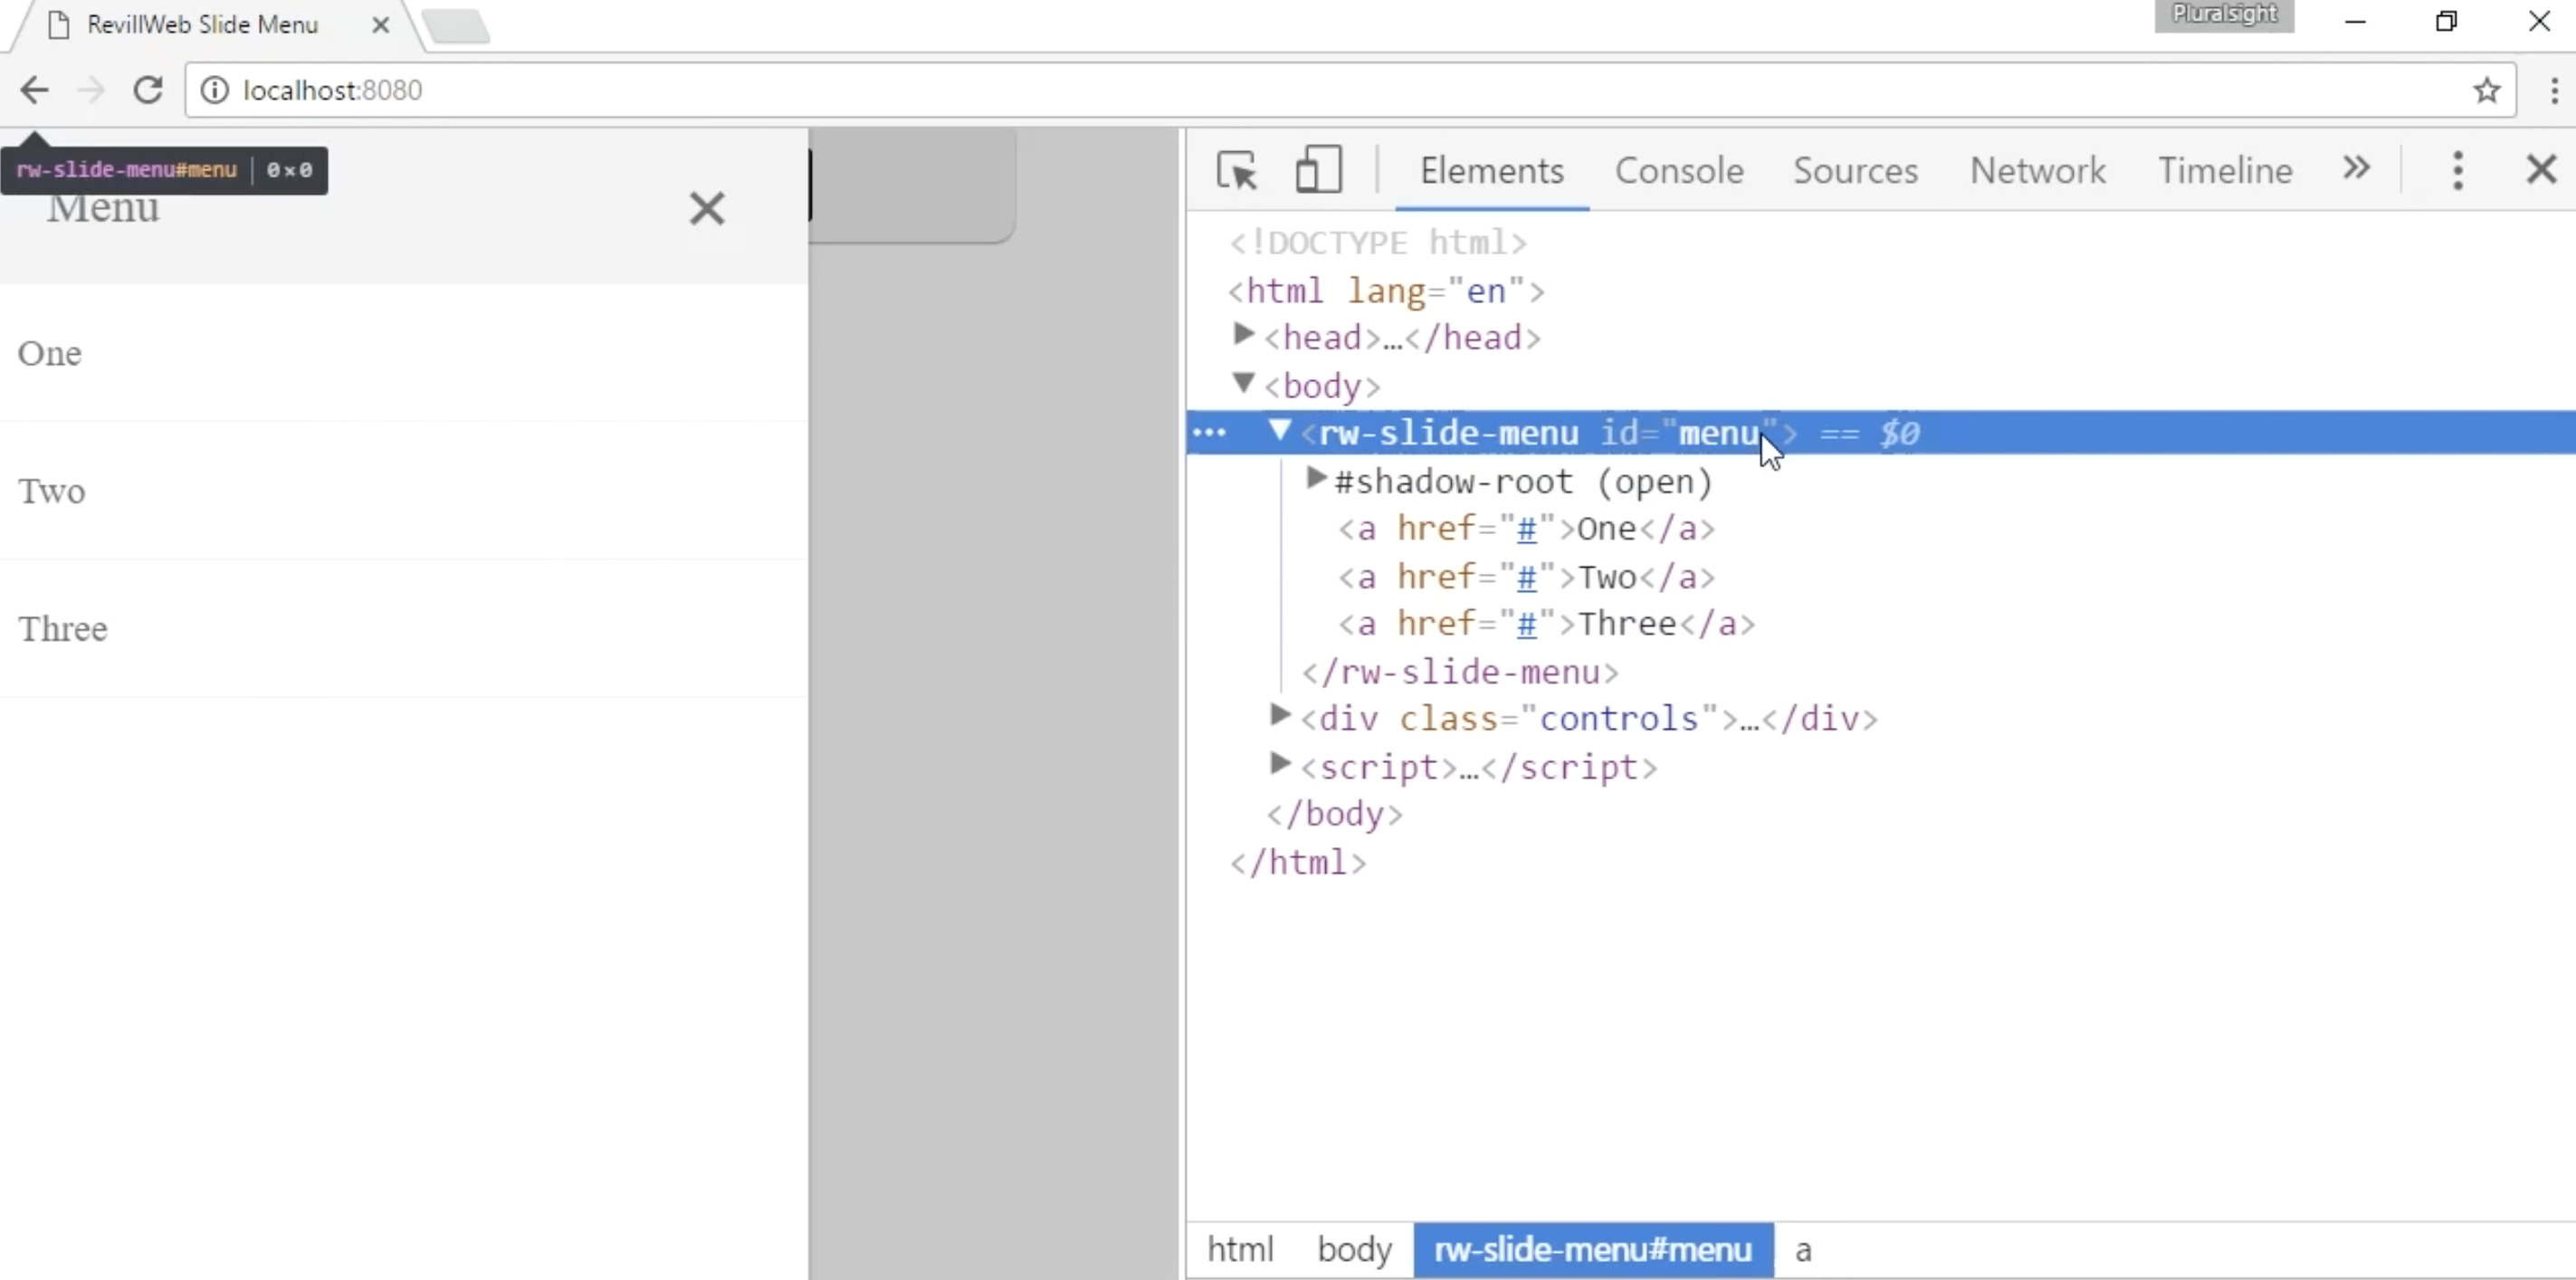 RevillWeb Slide Menu
Pluralsight
localhost:8080
rw-slide-menu#menu | 0×0
Menu
One
Two
Three
Elements Console Sources Network Timeline
<!DOCTYPE html>
<html lang="en">
<head>…</head>
<body>
<rw-slide-menu id="menu"> == $0
#shadow-root (open)
<a href="#">One</a>
<a href="#">Two</a>
<a href="#">Three</a>
</rw-slide-menu>
<div class="controls">…</div>
<script>…</script>
</body>
</html>
html body rw-slide-menu#menu a